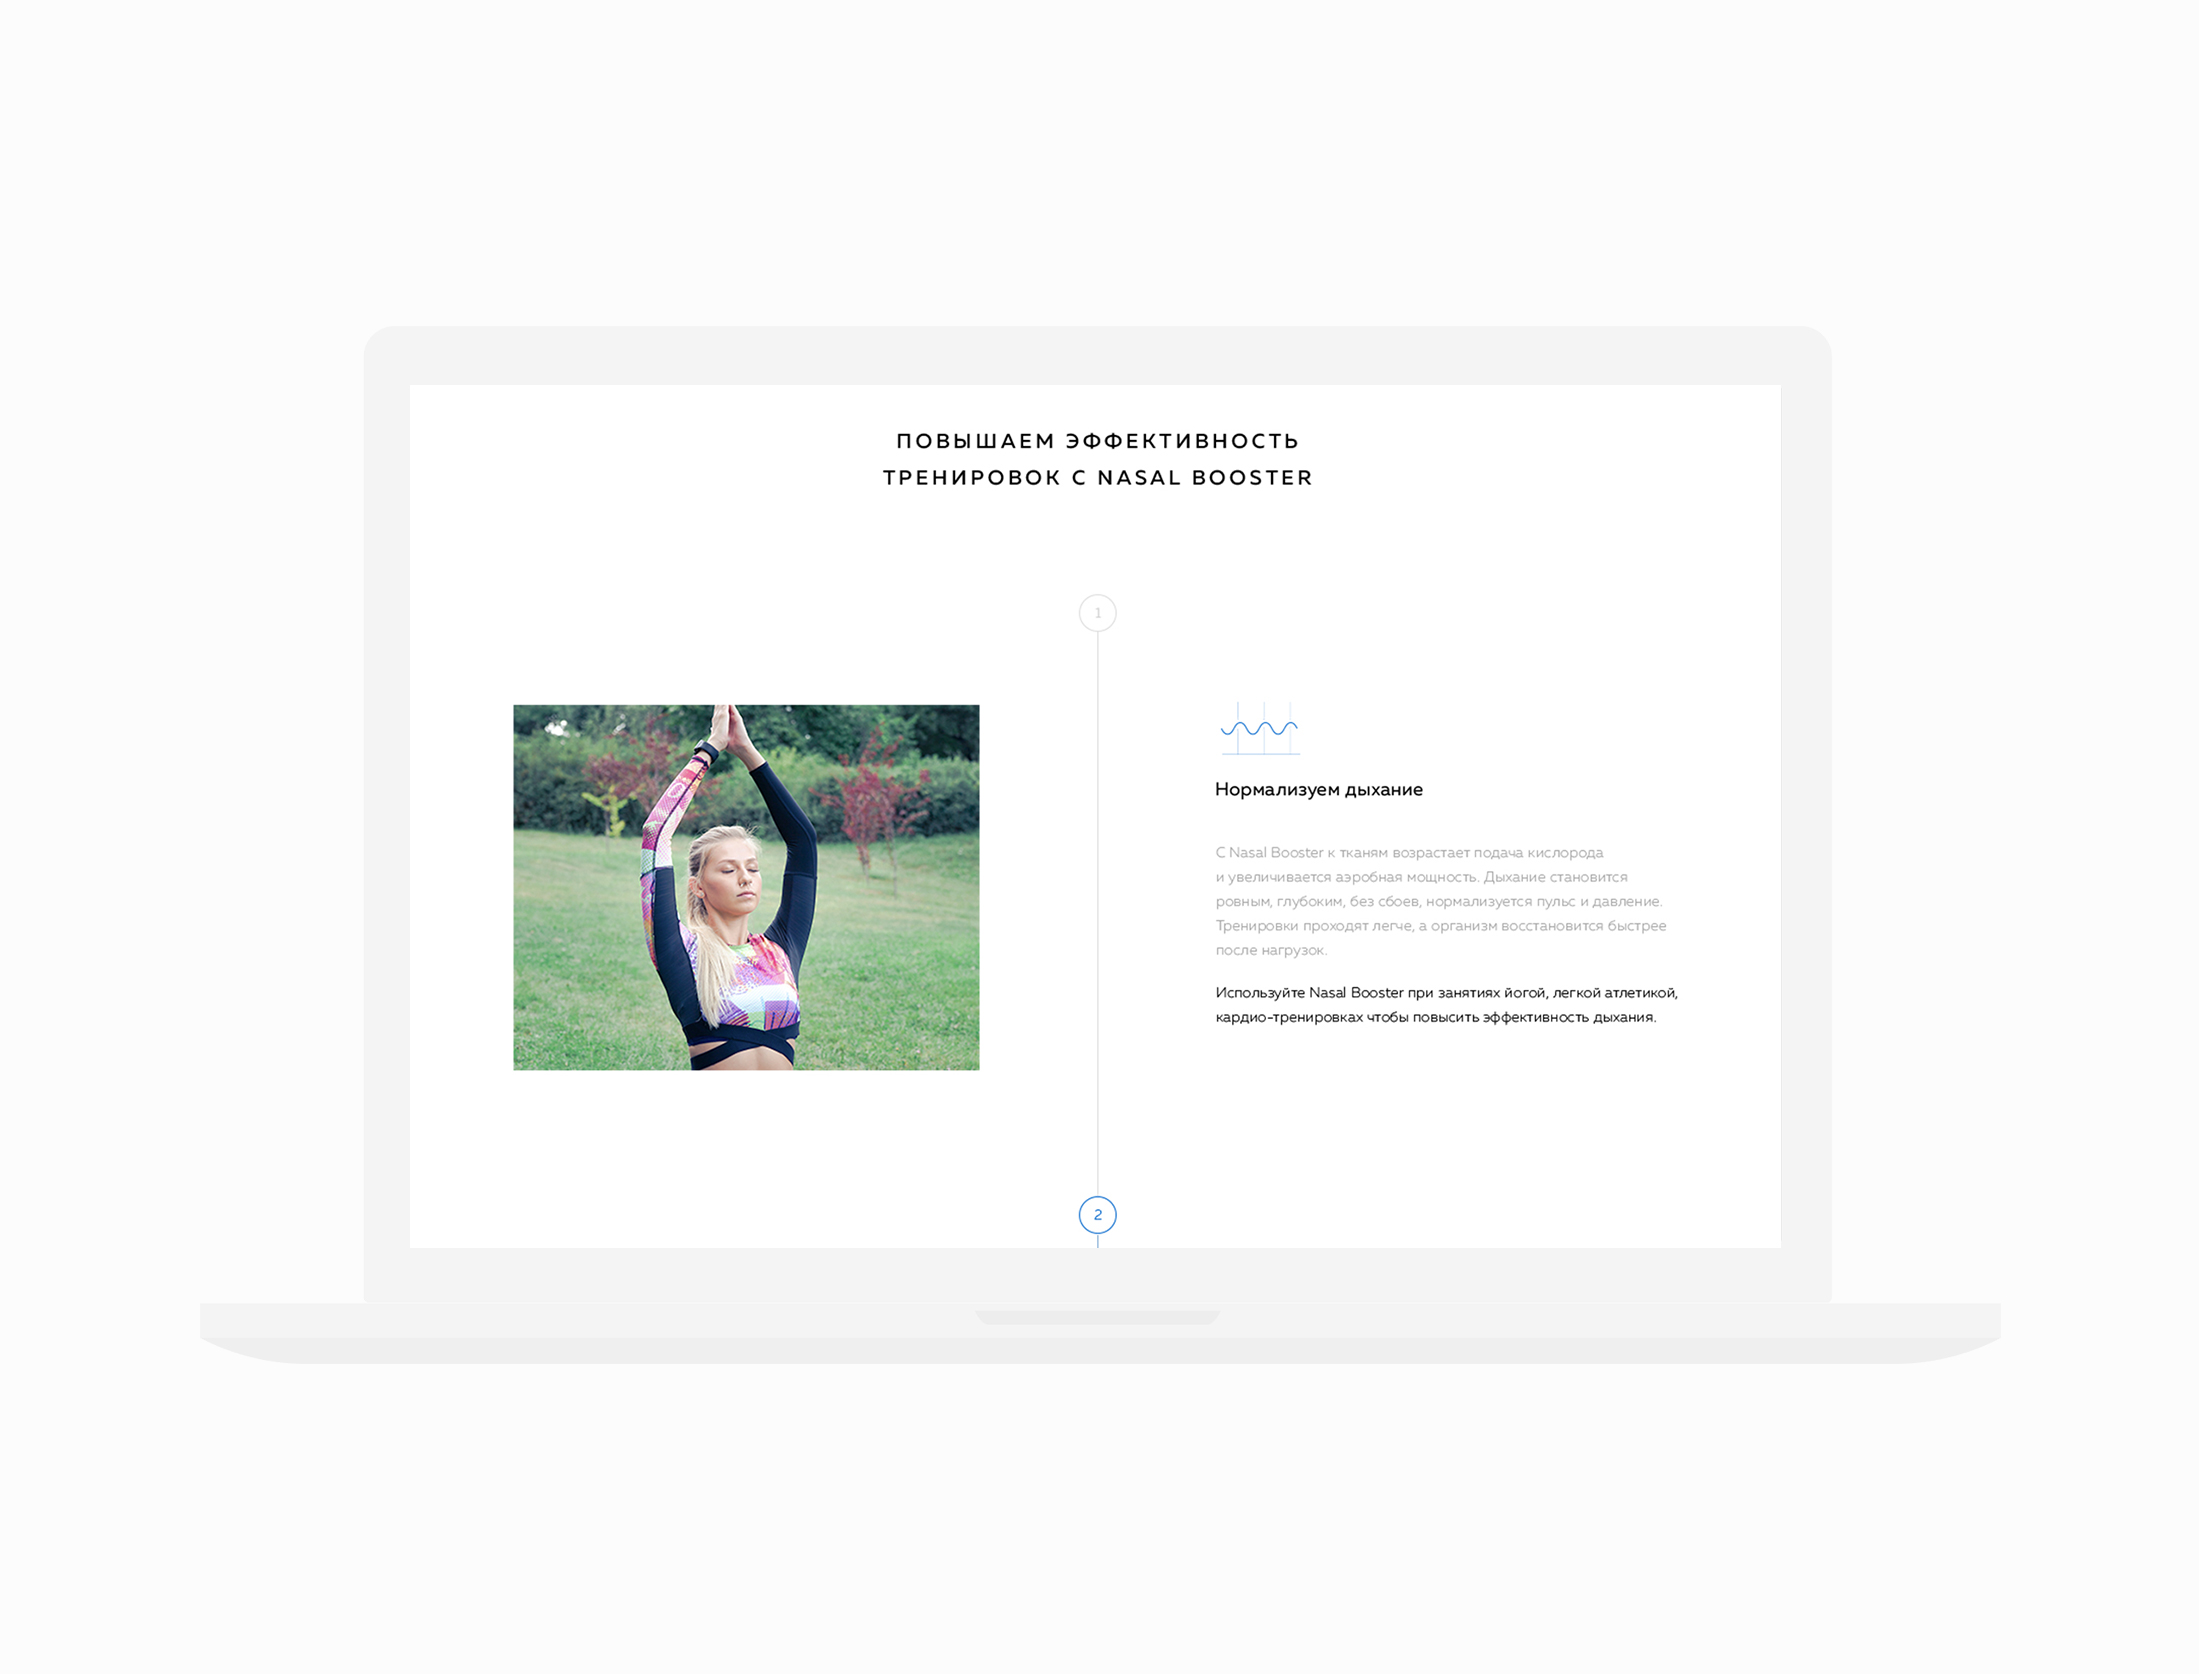 ПОВЫШАЕМ ЭФФЕКТИВНОСТЬ
ТРЕНИРОВОК С NASAL BOOSTER
1
Нормализуем дыхание
С Nasal Booster к тканям возрастает подача кислорода
и увеличивается аэробная мощность. Дыхание становится
ровным, глубоким, без сбоев, нормализуется пульс и давление.
Тренировки проходят легче, а организм восстановится быстрее
после нагрузок.
Используйте Nasal Booster при занятиях йогой, легкой атлетикой,
кардио-тренировках чтобы повысить эффективность дыхания.
2